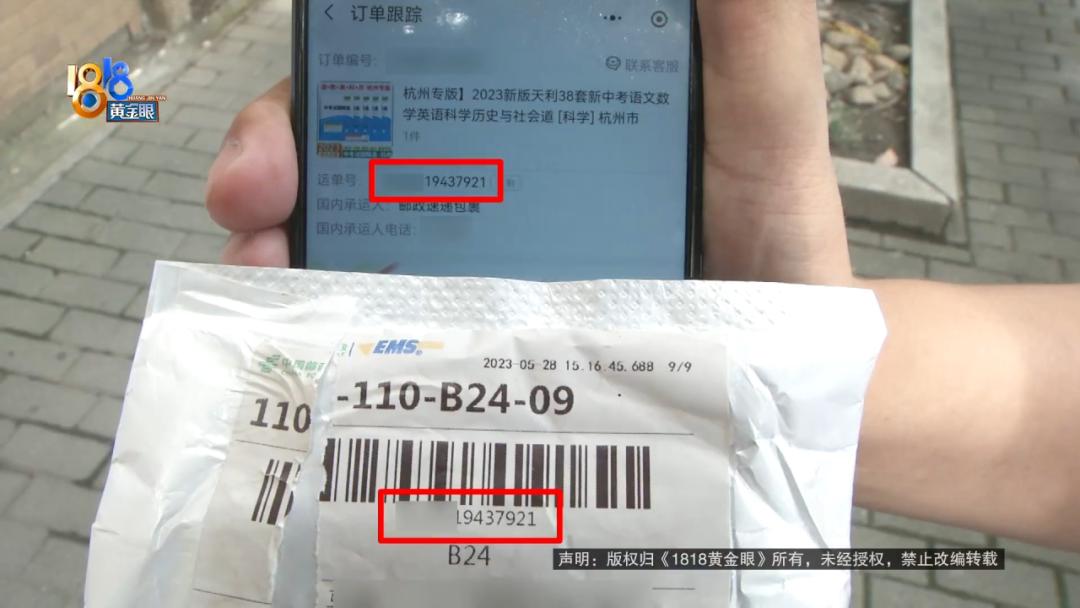 订单跟踪
订单编号:
联系客服
杭州专版】2023新版天利38套新中考语文数
学英语科学历史与社会道 [科学] 杭州市
1件
运单号:
19437921
国内承运人: 邮政速递包裹
国内承运人电话:
1818
HUANG JIN YAN
黄金眼
2023
EMS
2023-05-28 15.16.45.688 9/9
110
-110-B24-09
19437921
B24
声明：版权归《1818黄金眼》所有，未经授权，禁止改编转载